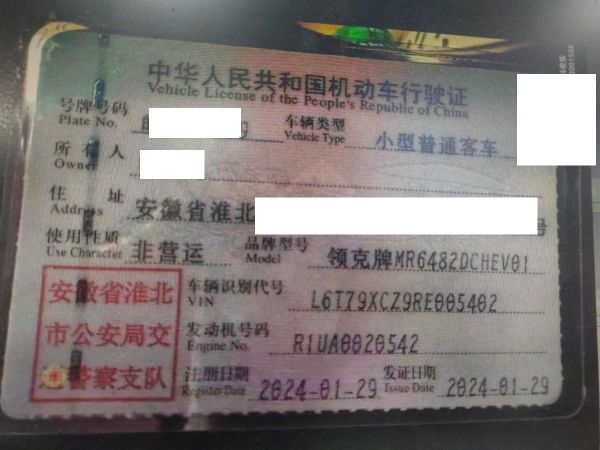 中华人民共和国机动车行驶证
Vehicle License of the People's Republic of China
号牌号码
Plate No.
车辆类型 小型普通客车
Vehicle Type
所有人
Owner
住址 安徽省淮北 号
Address
使用性质 非营运
Use Character
品牌型号 领克牌MR6482DCHEV01
Model
安徽省淮北
市公安局交
警察支队
车辆识别代号 L6T79XCZ9RE005402
VIN
发动机号码 R1UA0020542
Engine No.
注册日期 2024-01-29
Register Date
发证日期 2024-01-29
Issue Date